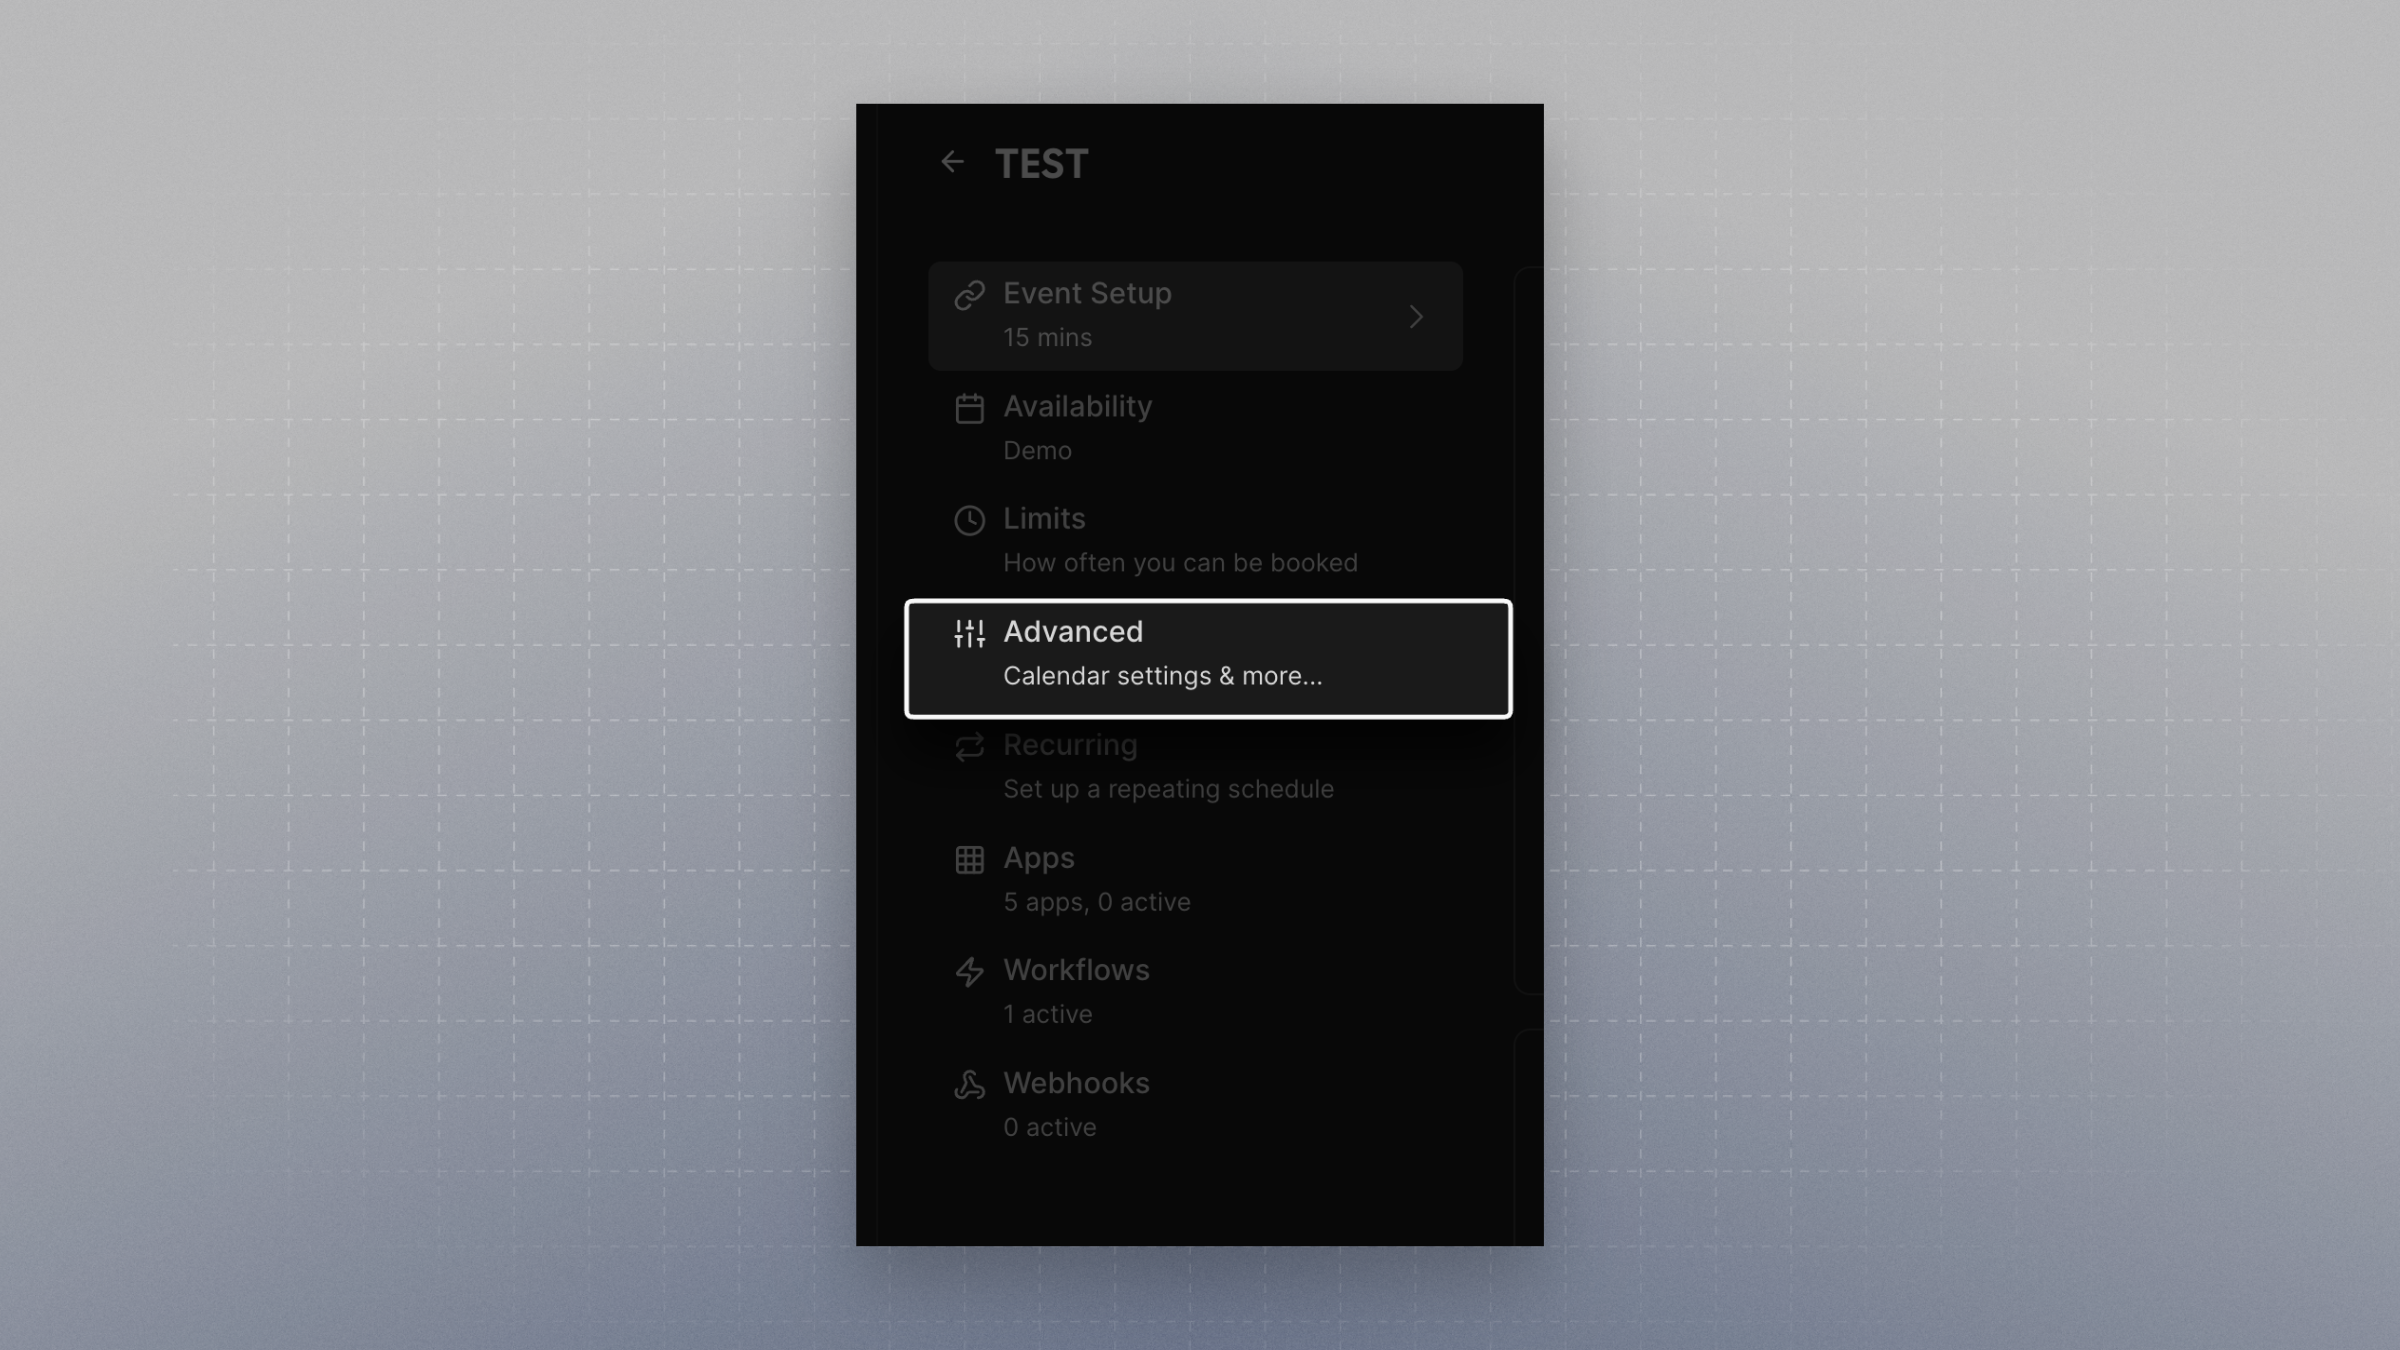 TEST
Event Setup
15 mins
Availability
Demo
Limits
How often you can be booked
Advanced
Calendar settings & more...
Recurring
Set up a repeating schedule
Apps
5 apps, 0 active
Workflows
1 active
Webhooks
0 active